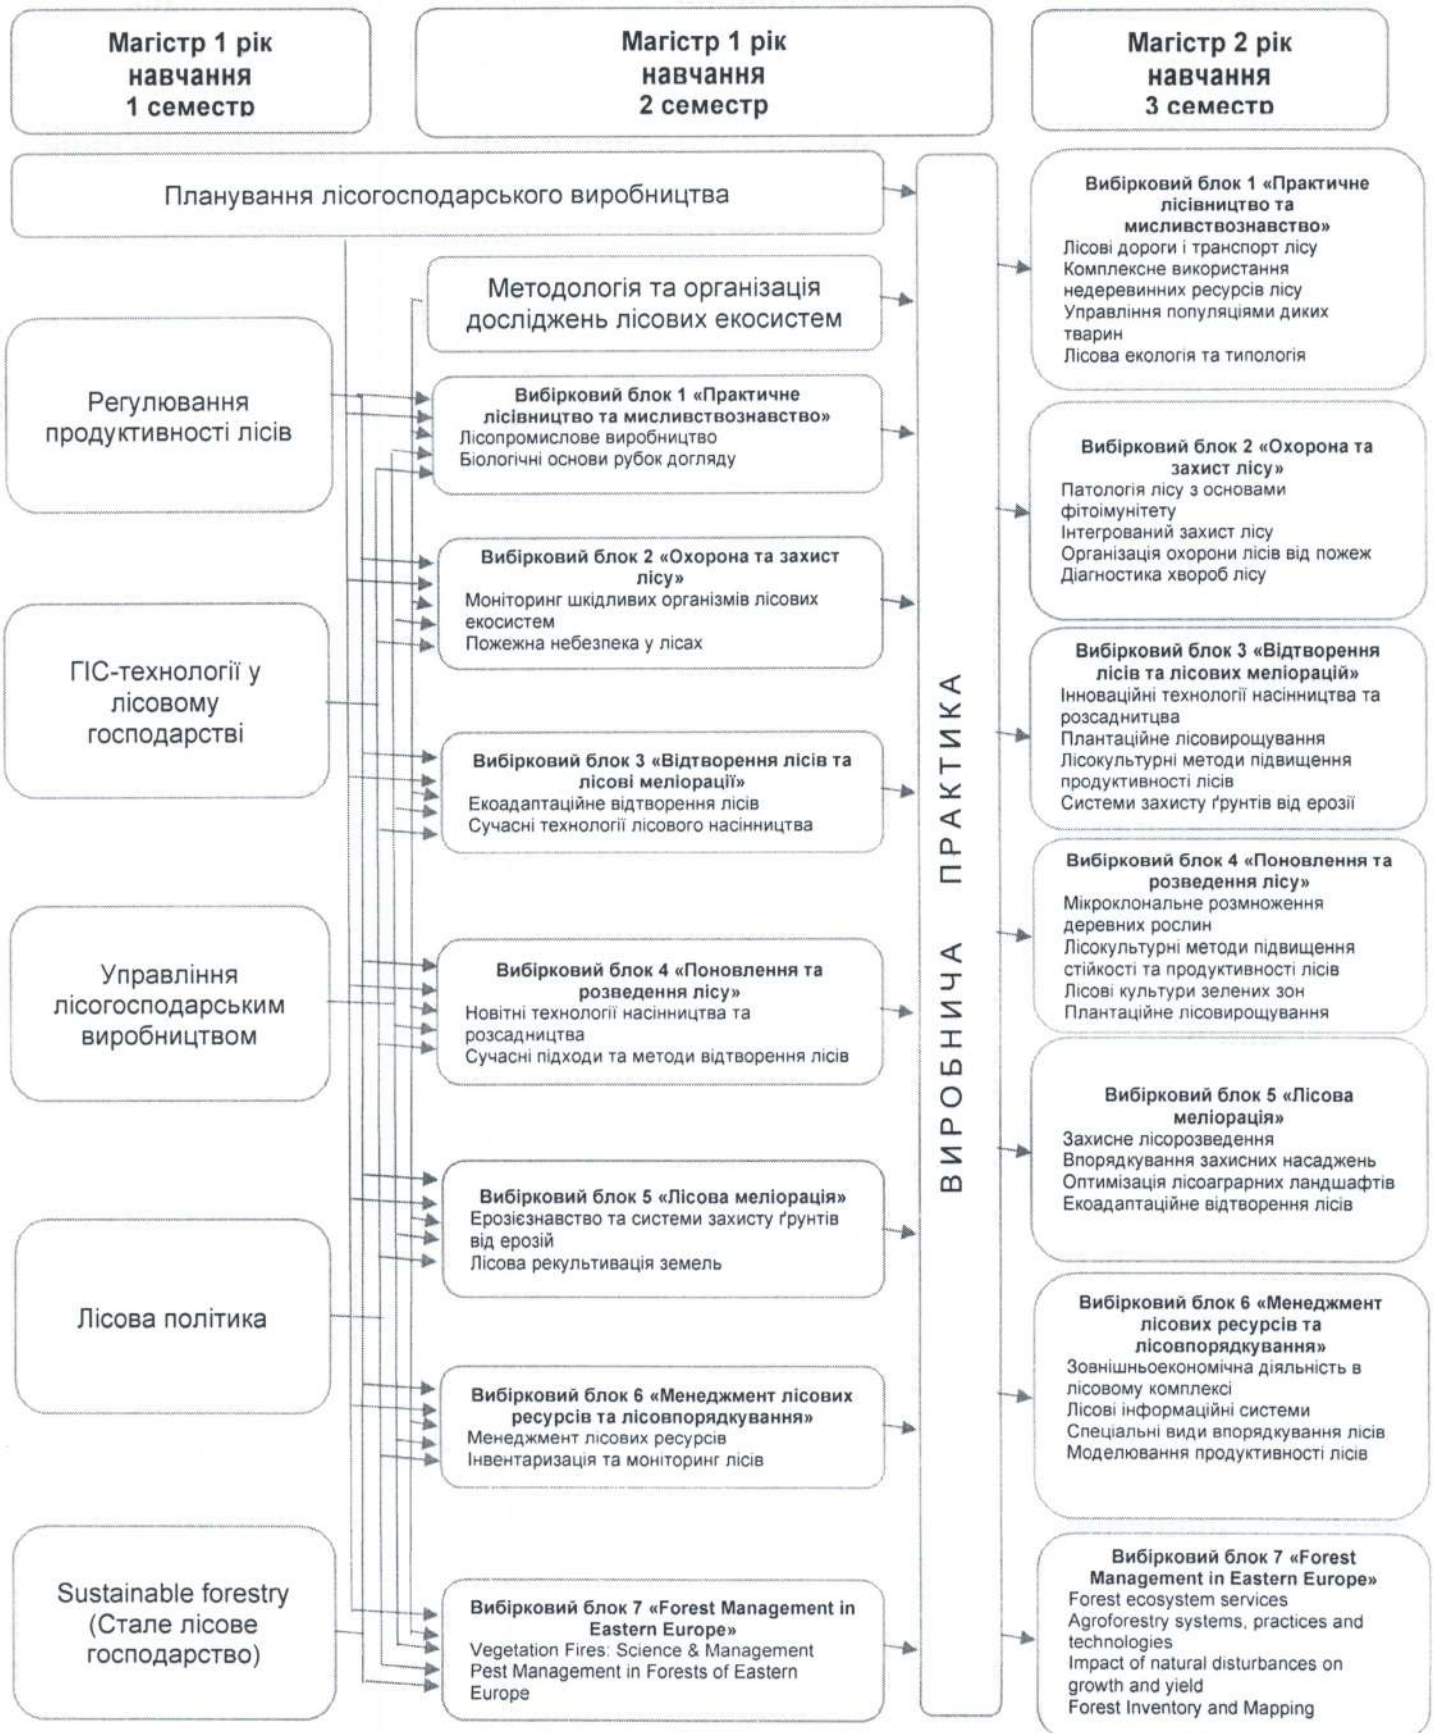 Магістр 1 рік
навчання
1 семестр
Магістр 1 рік
навчання
2 семестр
Магістр 2 рік
навчання
3 семестр
Планування лісогосподарського виробництва
Регулювання
продуктивності лісів
ГІС-технології у
лісовому
господарстві
Управління
лісогосподарським
виробництвом
Лісова політика
Sustainable forestry
(Стале лісове
господарство)
Методологія та організація
досліджень лісових екосистем
Вибірковий блок 1 «Практичне
лісівництво та мисливствознавство»
Лісопромислове виробництво
Біологічні основи рубок догляду
Вибірковий блок 2 «Охорона та захист
лісу»
Моніторинг шкідливих організмів лісових
екосистем
Пожежна небезпека у лісах
Вибірковий блок 3 «Відтворення лісів та
лісові меліорації»
Екоадаптаційне відтворення лісів
Сучасні технології лісового насінництва
Вибірковий блок 4 «Поновлення та
розведення лісу»
Новітні технології насінництва та
розсадництва
Сучасні підходи та методи відтворення лісів
Вибірковий блок 5 «Лісова меліорація»
Ерозієзнавство та системи захисту ґрунтів
від ерозій
Лісова рекультивація земель
Вибірковий блок 6 «Менеджмент лісових
ресурсів та лісовпорядкування»
Менеджмент лісових ресурсів
Інвентаризація та моніторинг лісів
Вибірковий блок 7 «Forest Management in
Eastern Europe»
Vegetation Fires: Science & Management
Pest Management in Forests of Eastern
Europe
ВИРОБНИЧА ПРАКТИКА
Вибірковий блок 1 «Практичне
лісівництво та
мисливствознавство»
Лісові дороги і транспорт лісу
Комплексне використання
недеревинних ресурсів лісу
Управління популяціями диких
тварин
Лісова екологія та типологія
Вибірковий блок 2 «Охорона та
захист лісу»
Патологія лісу з основами
фітоімунітету
Інтегрований захист лісу
Організація охорони лісів від пожеж
Діагностика хвороб лісу
Вибірковий блок 3 «Відтворення
лісів та лісових меліорацій»
Інноваційні технології насінництва та
розсаднитцва
Плантаційне лісовирощування
Лісокультурні методи підвищення
продуктивності лісів
Системи захисту ґрунтів від ерозії
Вибірковий блок 4 «Поновлення та
розведення лісу»
Мікроклональне розмноження
деревних рослин
Лісокультурні методи підвищення
стійкості та продуктивності лісів
Лісові культури зелених зон
Плантаційне лісовирощування
Вибірковий блок 5 «Лісова
меліорація»
Захисне лісорозведення
Впорядкування захисних насаджень
Оптимізація лісоаграрних ландшафтів
Екоадаптаційне відтворення лісів
Вибірковий блок 6 «Менеджмент
лісових ресурсів та
лісовпорядкування»
Зовнішньоекономічна діяльність в
лісовому комплексі
Лісові інформаційні системи
Спеціальні види впорядкування лісів
Моделювання продуктивності лісів
Вибірковий блок 7 «Forest
Management in Eastern Europe»
Forest ecosystem services
Agroforestry systems, practices and
technologies
Impact of natural disturbances on
growth and yield
Forest Inventory and Mapping